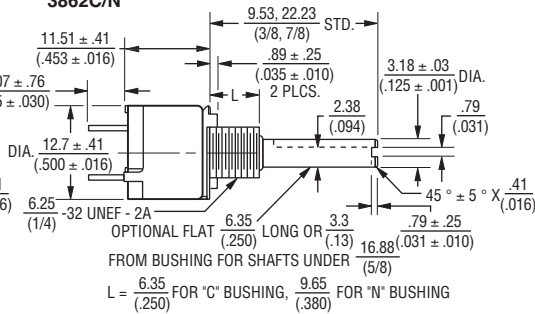 3862C/N
9.53, 22.23 STD.
(3/8, 7/8)
11.51 ± .41
(.453 ± .016)
.89 ± .25
(.035 ± .010)
2 PLCS.
3.18 ± .03 DIA.
(.125 ± .001)
L
2.38
(.094)
.79
(.031)
DIA. 12.7 ± .41
(.500 ± .016)
45 ° ± 5 ° X .41
(.016)
6.25 -32 UNEF - 2A
(1/4)
.79 ± .25
(.031 ± .010)
OPTIONAL FLAT 6.35 LONG OR 3.3
(.250) (.13)
FROM BUSHING FOR SHAFTS UNDER 16.88
(5/8)
L = 6.35 FOR "C" BUSHING, 9.65 FOR "N" BUSHING
(.250) (.380)